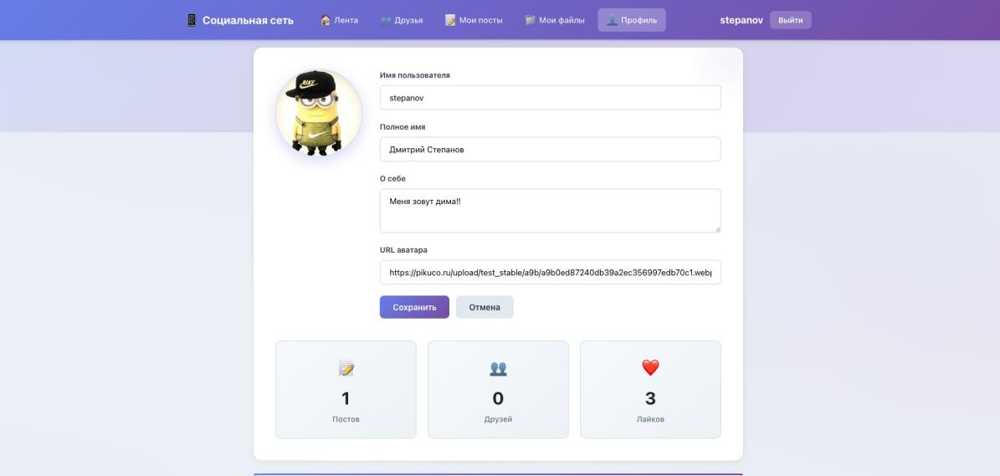 Социальная сеть
Лента
Друзья
Мои посты
Мои файлы
Профиль
stepanov
Выйти
NIKE
Имя пользователя
stepanov
Полное имя
Дмитрий Степанов
О себе
Меня зовут дима!!
URL аватара
https://pikuco.ru/upload/test_stable/a9b/a9b0ed87240db39a2ec356997edb70c1.webp
Сохранить
Отмена
1
Постов
0
Друзей
3
Лайков